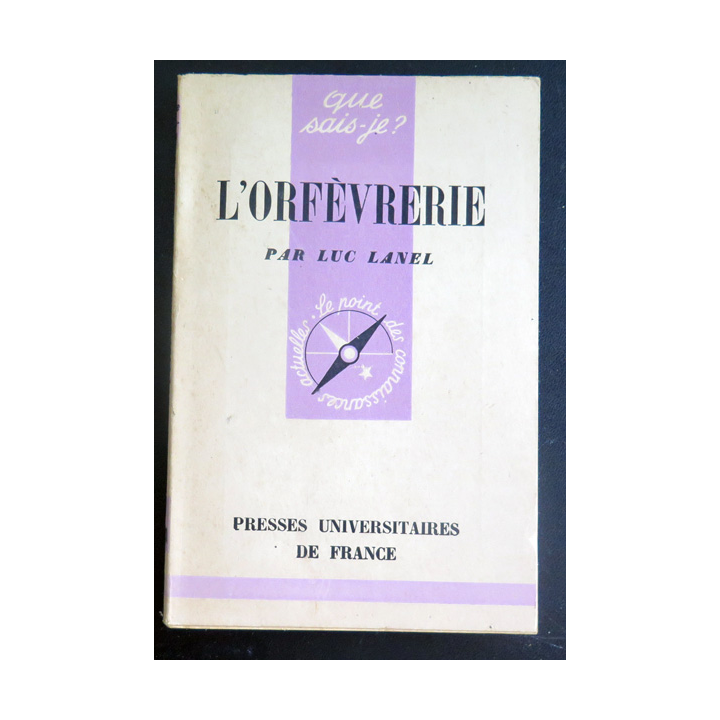 que
sais-je?
L'ORFÈVRERIE
PAR LUC LANEL
Le point des connaissances actuelles •
PRESSES UNIVERSITAIRES
DE FRANCE